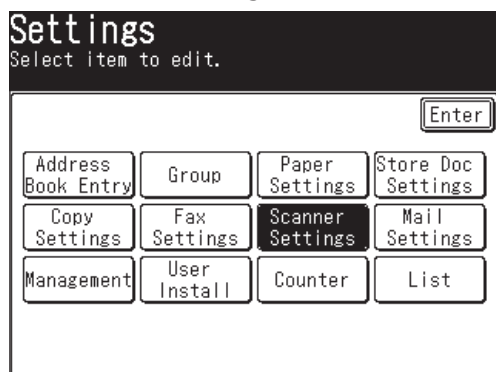 Settings
Select item to edit.
Enter
Address Book Entry
Group
Paper Settings
Store Doc Settings
Copy Settings
Fax Settings
Scanner Settings
Mail Settings
Management
User Install
Counter
List